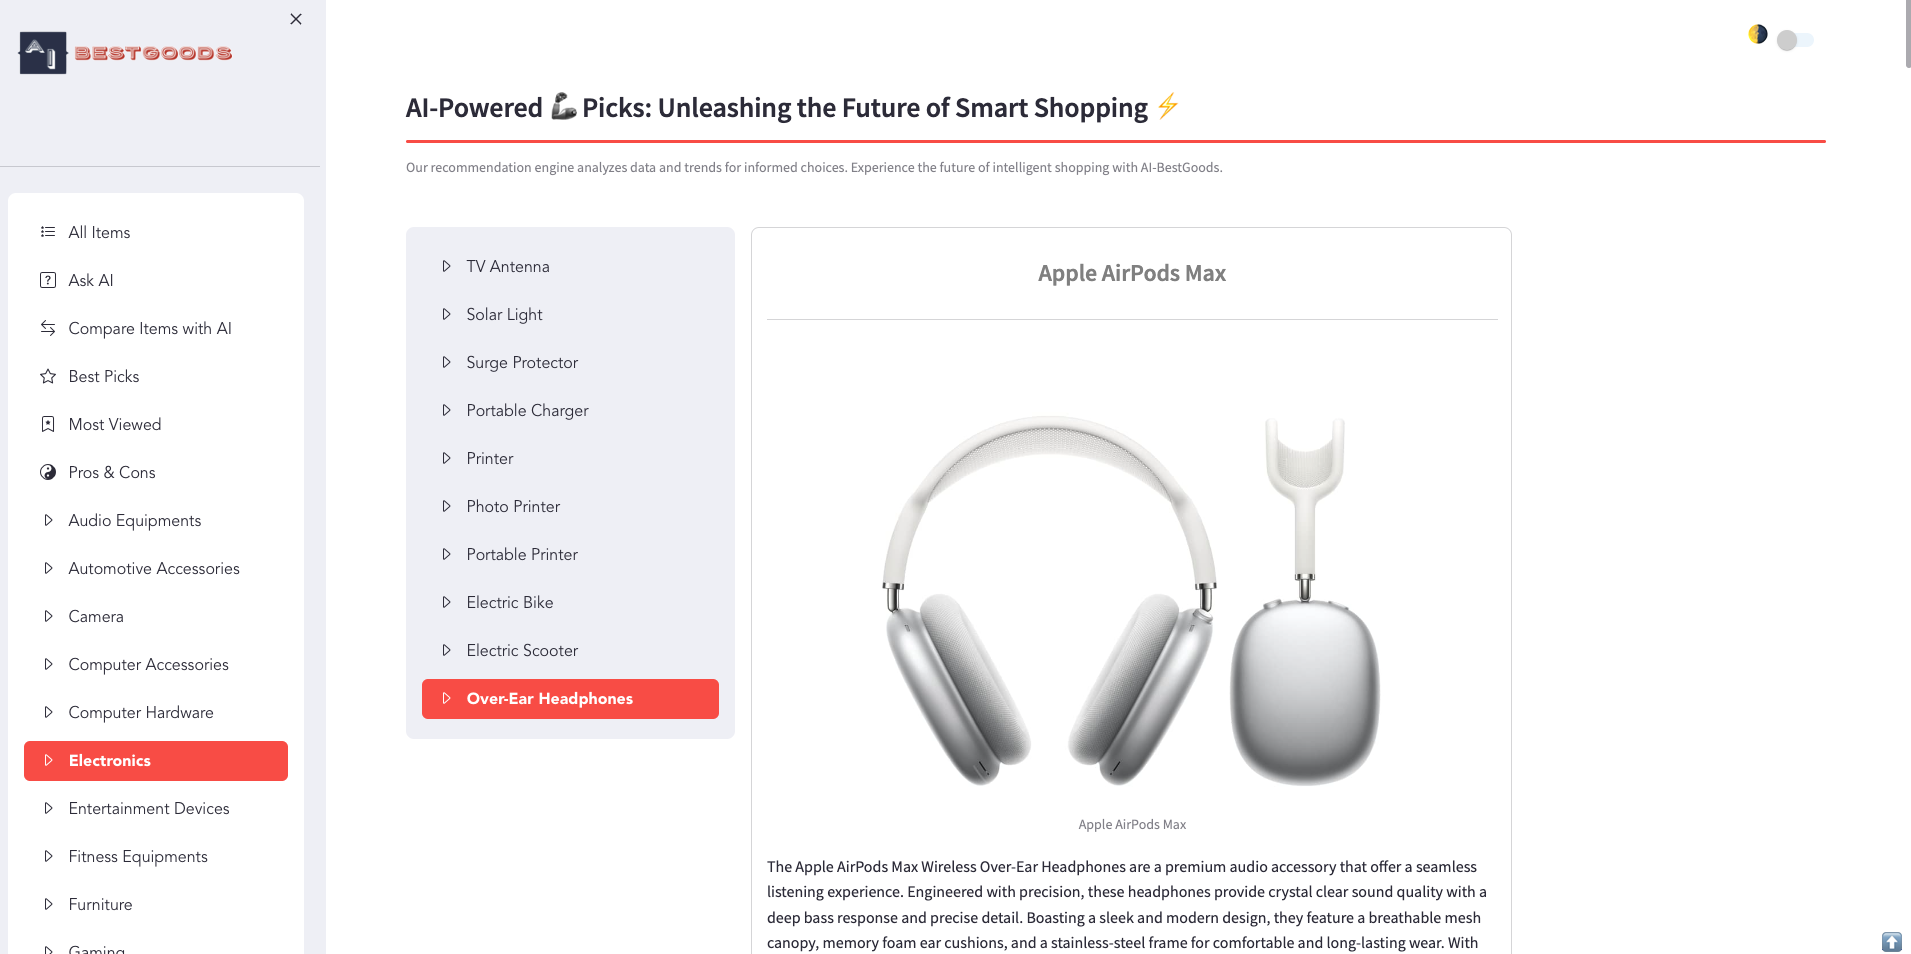 AI BESTGOODS
All Items
Ask AI
Compare Items with AI
Best Picks
Most Viewed
Pros & Cons
Audio Equipments
Automotive Accessories
Camera
Computer Accessories
Computer Hardware
Electronics
Entertainment Devices
Fitness Equipments
Furniture
Gaming
AI-Powered 🦾 Picks: Unleashing the Future of Smart Shopping ⚡
Our recommendation engine analyzes data and trends for informed choices. Experience the future of intelligent shopping with AI-BestGoods.
TV Antenna
Solar Light
Surge Protector
Portable Charger
Printer
Photo Printer
Portable Printer
Electric Bike
Electric Scooter
Over-Ear Headphones
Apple AirPods Max
Apple AirPods Max
The Apple AirPods Max Wireless Over-Ear Headphones are a premium audio accessory that offer a seamless
listening experience. Engineered with precision, these headphones provide crystal clear sound quality with a
deep bass response and precise detail. Boasting a sleek and modern design, they feature a breathable mesh
canopy, memory foam ear cushions, and a stainless-steel frame for comfortable and long-lasting wear. With